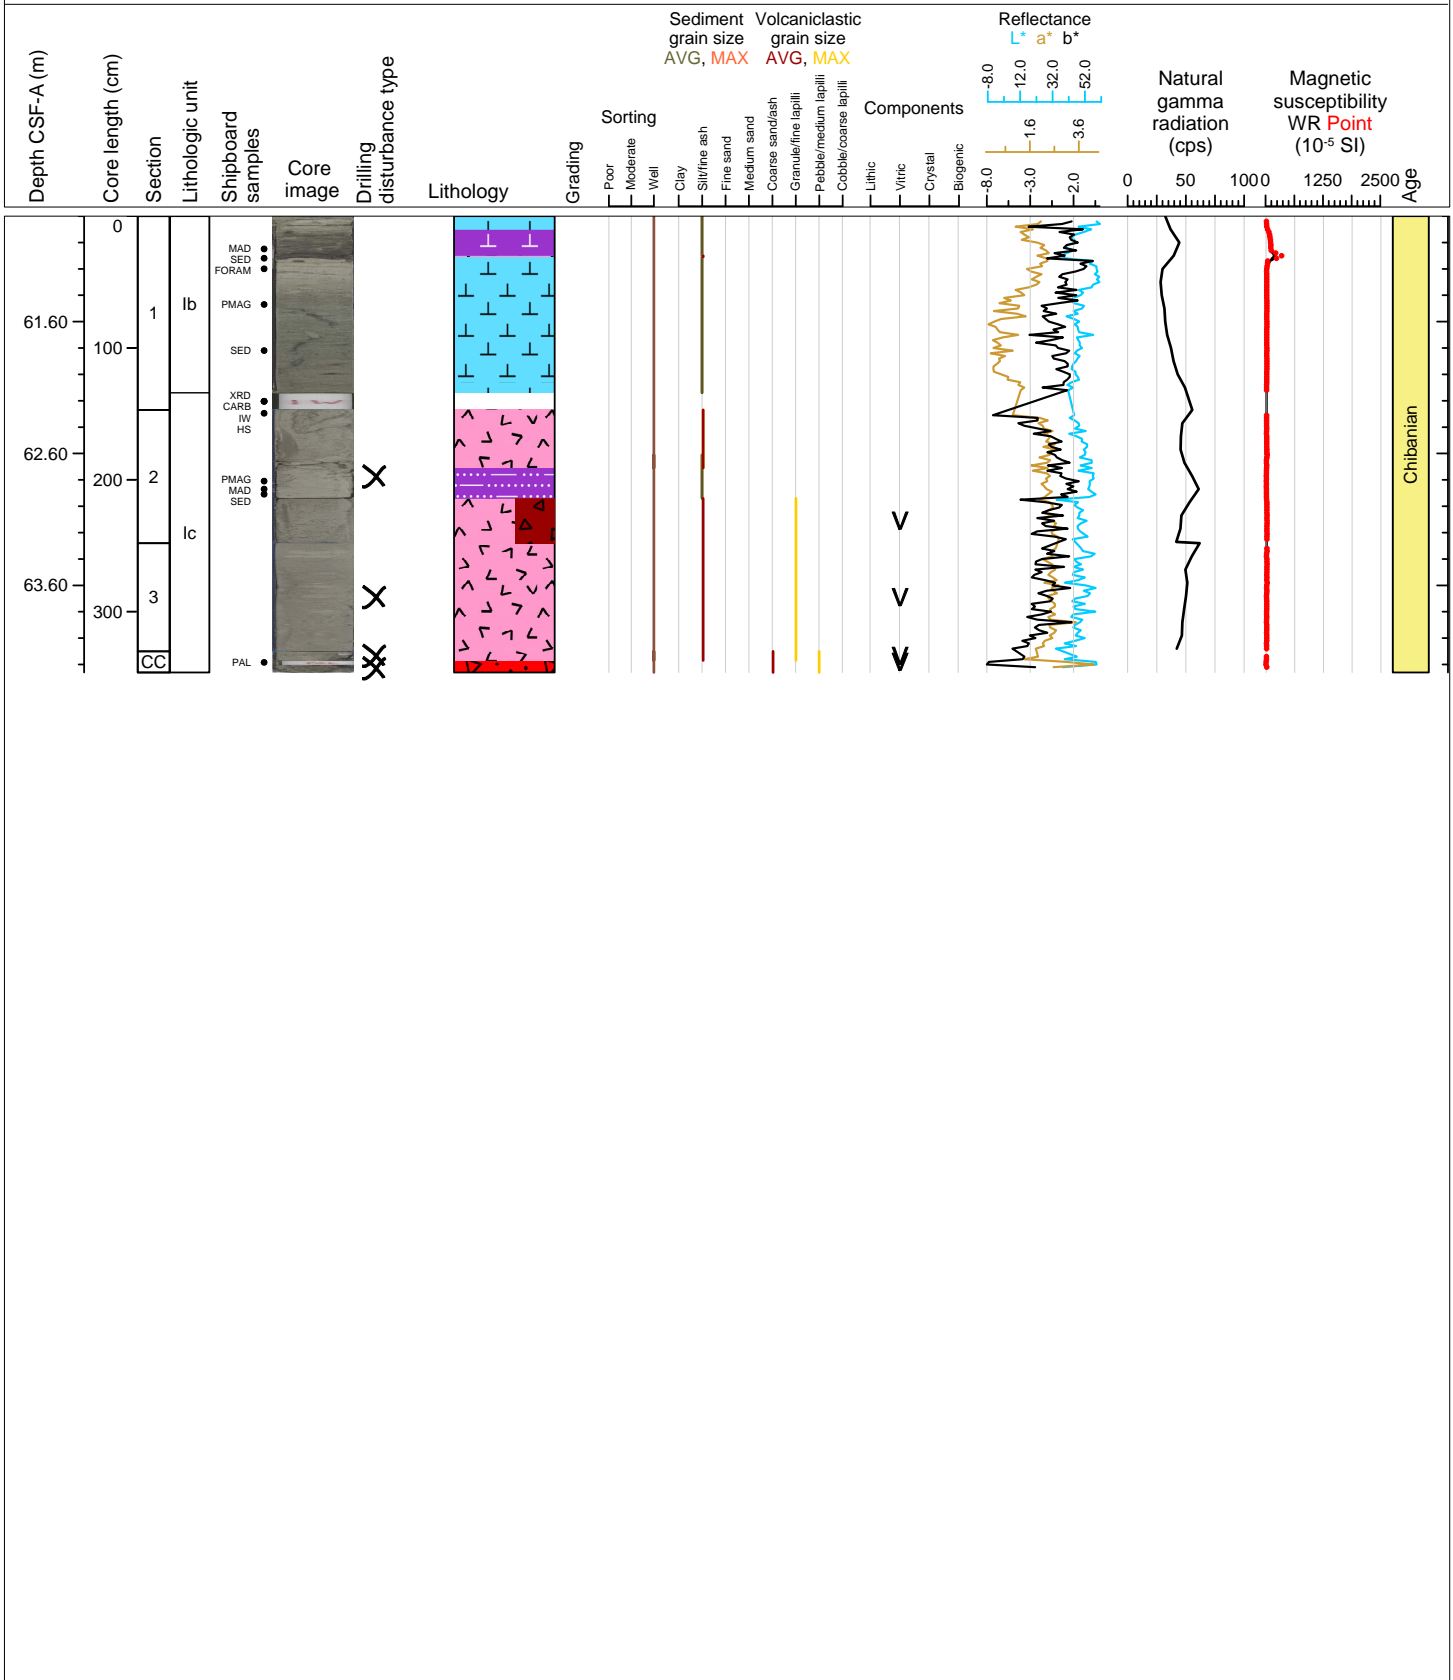 Depth CSF-A (m)
Core length (cm)
Section
Lithologic unit
Shipboard
samples
Core
image
Drilling
disturbance type
Lithology
Grading
Sorting
Poor
Moderate
Well
Sediment
grain size
AVG, MAX
Volcaniclastic
grain size
AVG, MAX
Clay
Silt/fine ash
Fine sand
Medium sand
Coarse sand/ash
Granule/fine lapilli
Pebble/medium lapilli
Cobble/coarse lapilli
Components
Lithic
Vitric
Crystal
Biogenic
Reflectance
L* a* b*
-8.0 12.0 32.0 52.0
1.6 3.6
-8.0 -3.0 2.0
Natural
gamma
radiation
(cps)
0 50 100
Magnetic
susceptibility
WR Point
(10-5 SI)
0 1250 2500
Age
61.60
62.60
63.60
0
100
200
300
1
2
3
CC
Ib
Ic
MAD
SED
FORAM
PMAG
SED
XRD
CARB
IW
HS
PMAG
MAD
SED
PAL
V
V
V
V
Chibanian